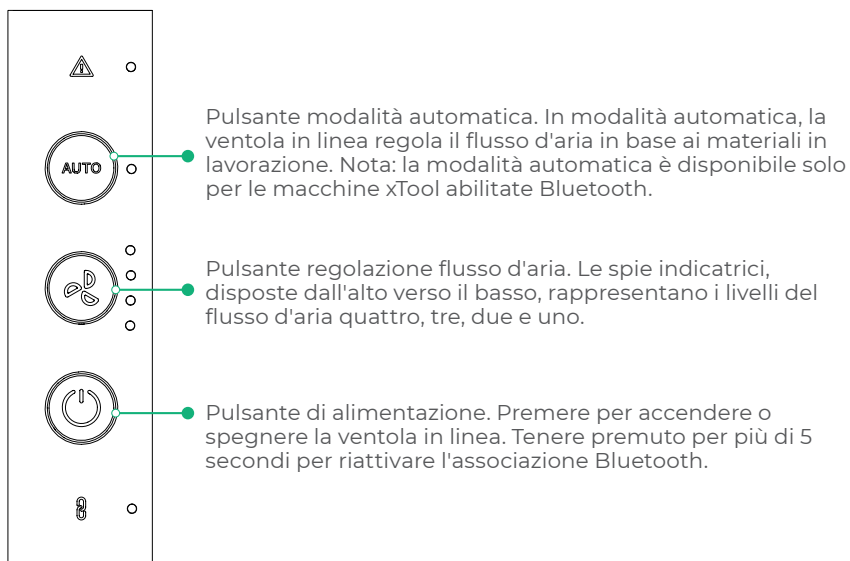 Pulsante modalità automatica. In modalità automatica, la
ventola in linea regola il flusso d'aria in base ai materiali in
lavorazione. Nota: la modalità automatica è disponibile solo
per le macchine xTool abilitate Bluetooth.
AUTO
Pulsante regolazione flusso d'aria. Le spie indicatrici,
disposte dall'alto verso il basso, rappresentano i livelli del
flusso d'aria quattro, tre, due e uno.
Pulsante di alimentazione. Premere per accendere o
spegnere la ventola in linea. Tenere premuto per più di 5
secondi per riattivare l'associazione Bluetooth.